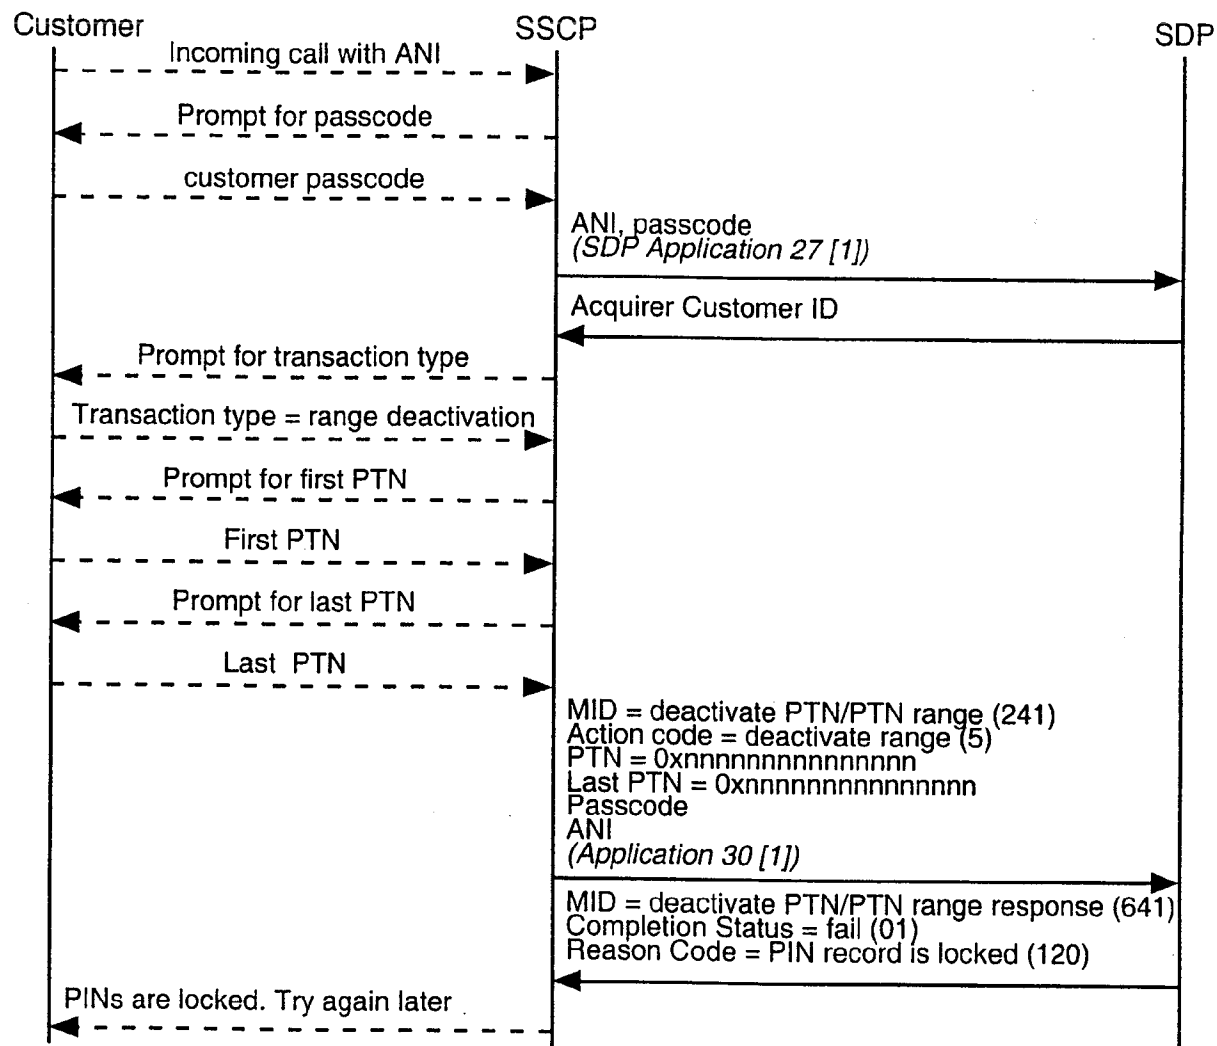 Customer
SSCP
SDP
Incoming call with ANI
Prompt for passcode
customer passcode
ANI, passcode
(SDP Application 27 [1])
Acquirer Customer ID
Prompt for transaction type
Transaction type = range deactivation
Prompt for first PTN
First PTN
Prompt for last PTN
Last PTN
MID = deactivate PTN/PTN range (241)
Action code = deactivate range (5)
PTN = 0xnnnnnnnnnnnnnnnn
Last PTN = 0xnnnnnnnnnnnnnnnn
Passcode
ANI
(Application 30 [1])
MID = deactivate PTN/PTN range response (641)
Completion Status = fail (01)
Reason Code = PIN record is locked (120)
PINs are locked. Try again later